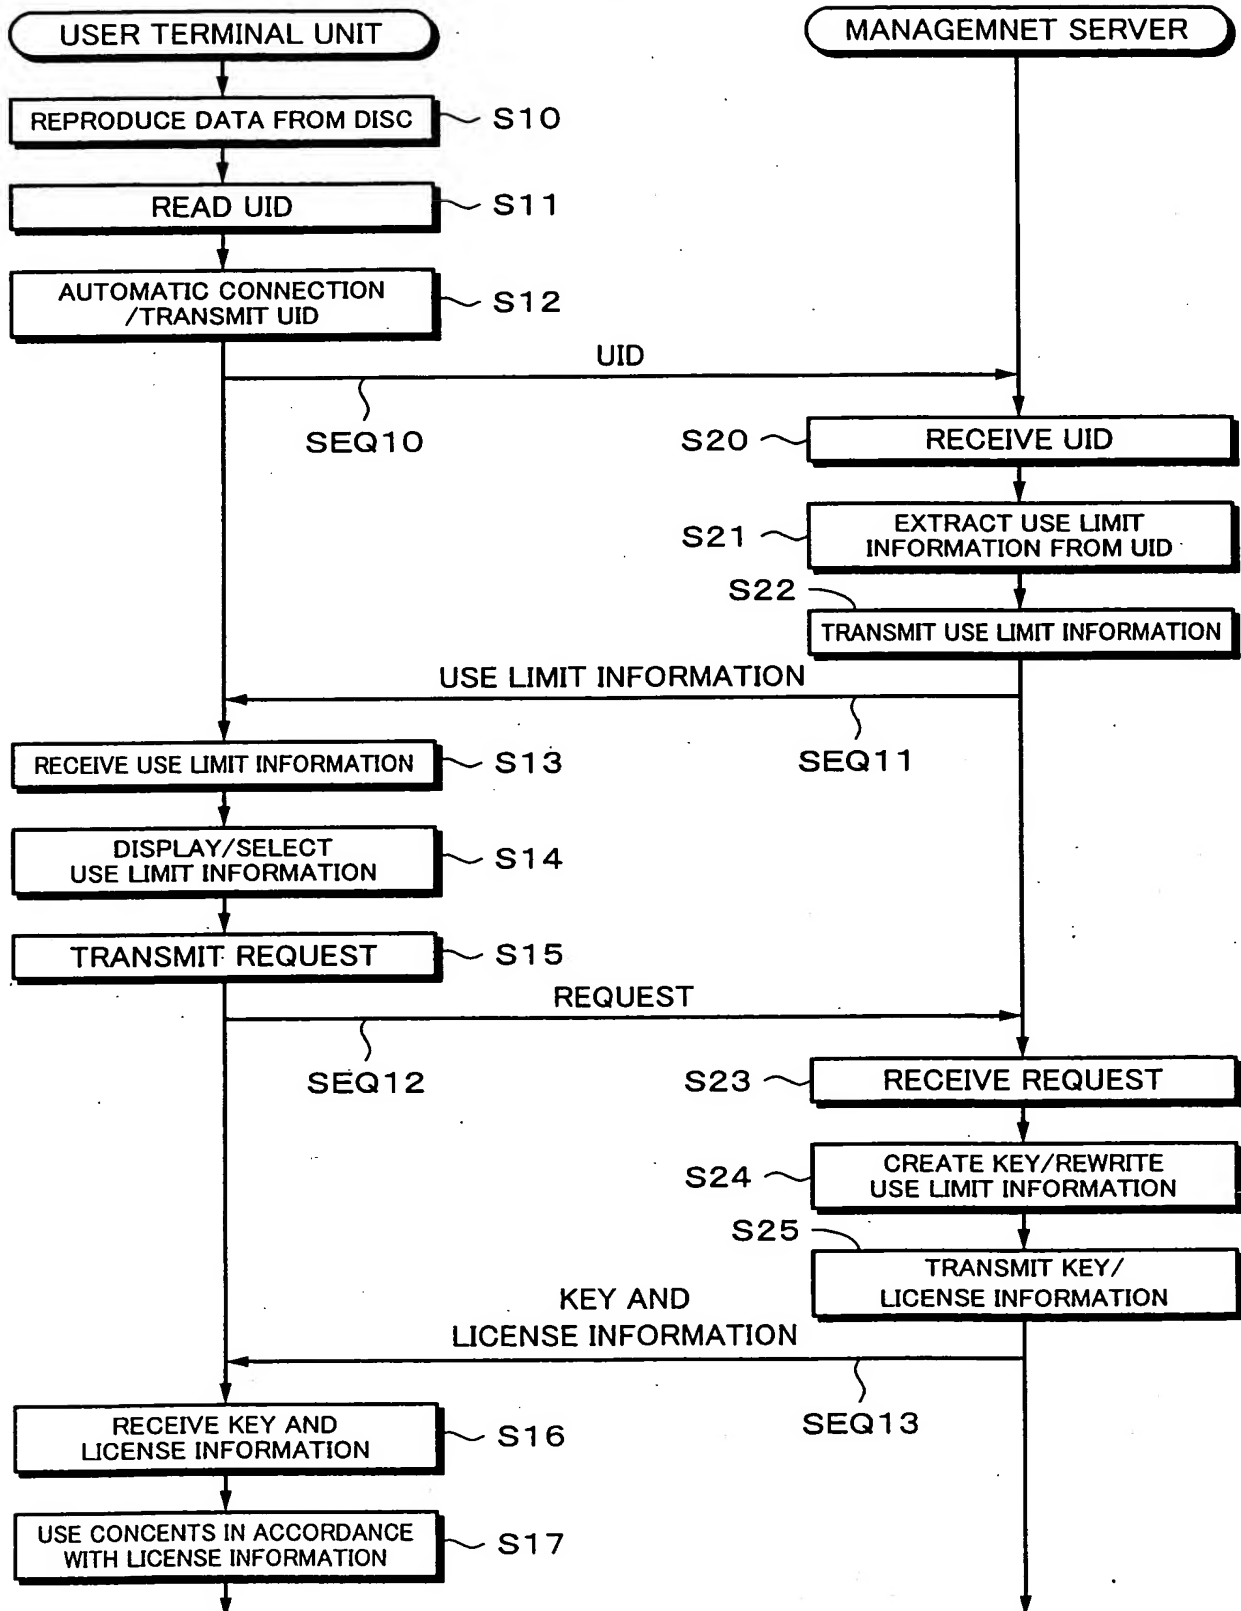 USER TERMINAL UNIT
MANAGEMNET SERVER
REPRODUCE DATA FROM DISC
S10
READ UID
S11
AUTOMATIC CONNECTION
/TRANSMIT UID
S12
UID
SEQ10
S20
RECEIVE UID
S21
EXTRACT USE LIMIT
INFORMATION FROM UID
S22
TRANSMIT USE LIMIT INFORMATION
USE LIMIT INFORMATION
SEQ11
RECEIVE USE LIMIT INFORMATION
S13
DISPLAY/SELECT
USE LIMIT INFORMATION
S14
TRANSMIT REQUEST
S15
REQUEST
SEQ12
S23
RECEIVE REQUEST
S24
CREATE KEY/REWRITE
USE LIMIT INFORMATION
S25
TRANSMIT KEY/
LICENSE INFORMATION
KEY AND
LICENSE INFORMATION
SEQ13
RECEIVE KEY AND
LICENSE INFORMATION
S16
USE CONCENTS IN ACCORDANCE
WITH LICENSE INFORMATION
S17